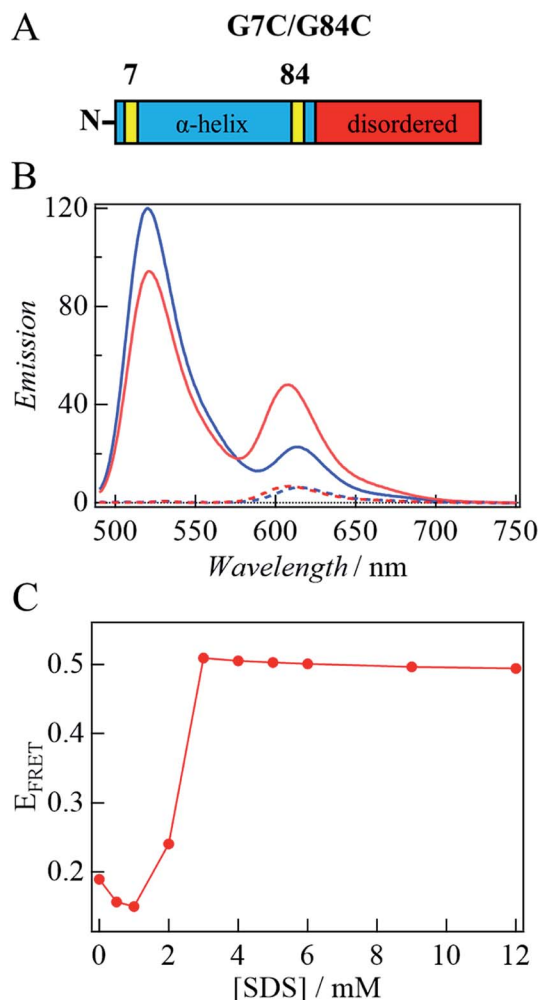 A
G7C/G84C
7 84
N
α-helix disordered
B
120
80
40
0
Emission
500 550 600 650 700 750
Wavelength / nm
C
0.5
0.4
0.3
0.2
E_FRET
0 2 4 6 8 10 12
[SDS] / mM